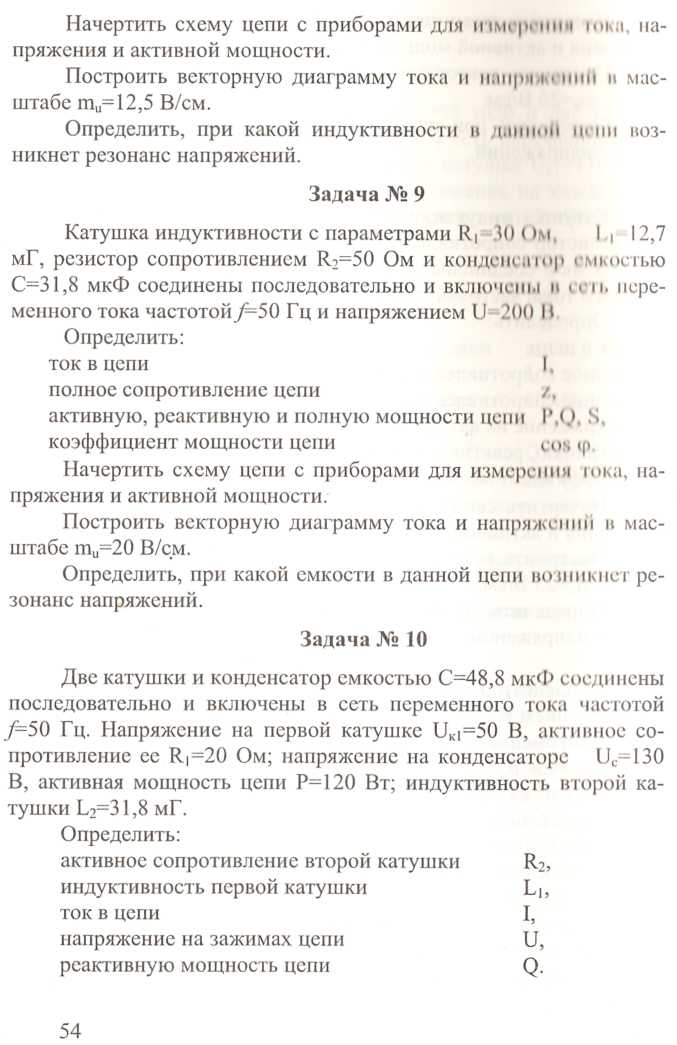 Начертить схему цепи с приборами для измерения тока, на-
пряжения и активной мощности.
Построить векторную диаграмму тока и напряжений в мас-
штабе mu=12,5 В/см.
Определить, при какой индуктивности в данной цепи воз-
никнет резонанс напряжений.
Задача № 9
Катушка индуктивности с параметрами R1=30 Ом, L1=12,7
мГ, резистор сопротивлением R2=50 Ом и конденсатор емкостью
С=31,8 мкФ соединены последовательно и включены в сеть пере-
менного тока частотой f=50 Гц и напряжением U=200 В.
Определить:
ток в цепи I,
полное сопротивление цепи z,
активную, реактивную и полную мощности цепи P,Q, S,
коэффициент мощности цепи cos φ.
Начертить схему цепи с приборами для измерения тока, на-
пряжения и активной мощности.
Построить векторную диаграмму тока и напряжений в мас-
штабе mu=20 В/см.
Определить, при какой емкости в данной цепи возникнет ре-
зонанс напряжений.
Задача № 10
Две катушки и конденсатор емкостью С=48,8 мкФ соединены
последовательно и включены в сеть переменного тока частотой
f=50 Гц. Напряжение на первой катушке Uк1=50 В, активное со-
противление ее R1=20 Ом; напряжение на конденсаторе Uс=130
В, активная мощность цепи Р=120 Вт; индуктивность второй ка-
тушки L2=31,8 мГ.
Определить:
активное сопротивление второй катушки R2,
индуктивность первой катушки L1,
ток в цепи I,
напряжение на зажимах цепи U,
реактивную мощность цепи Q.
54